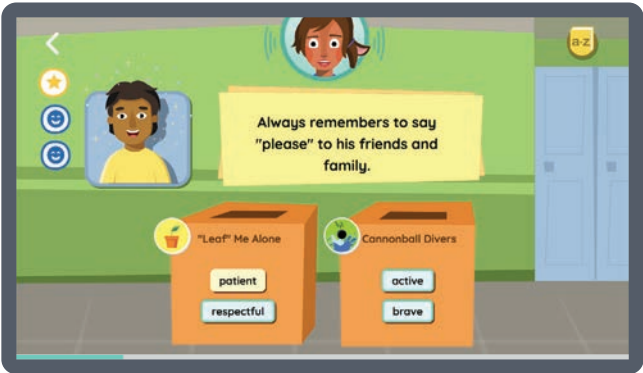 a-z
Always remembers to say
"please" to his friends and
family.
"Leaf" Me Alone
patient
respectful
Cannonball Divers
active
brave